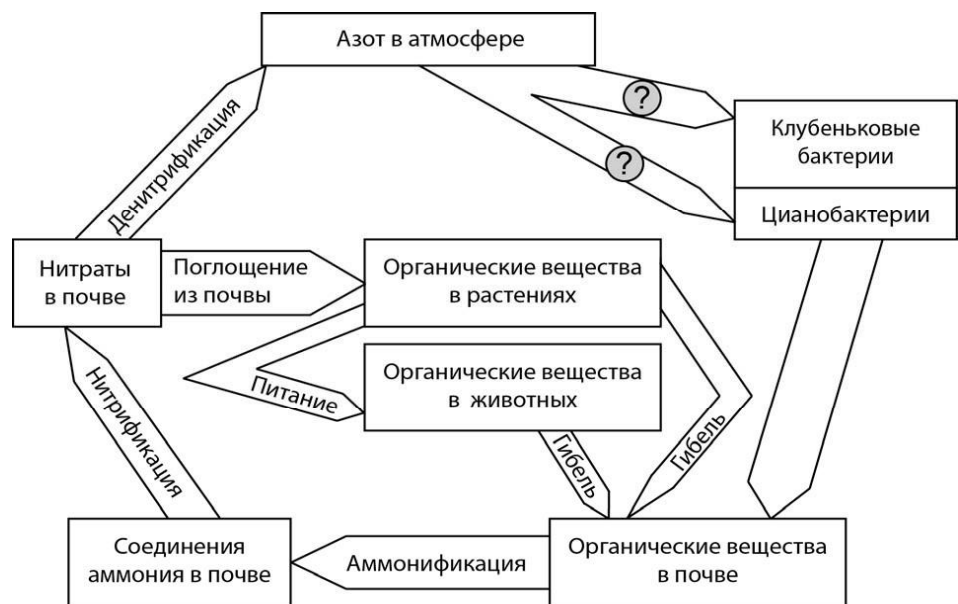 Азот в атмосфере
?
?
Клубеньковые
бактерии
Цианобактерии
Денитрификация
Нитраты
в почве
Поглощение
из почвы
Органические вещества
в растениях
Питание
Органические вещества
в животных
Гибель
Гибель
Нитрификация
Соединения
аммония в почве
Аммонификация
Органические вещества
в почве